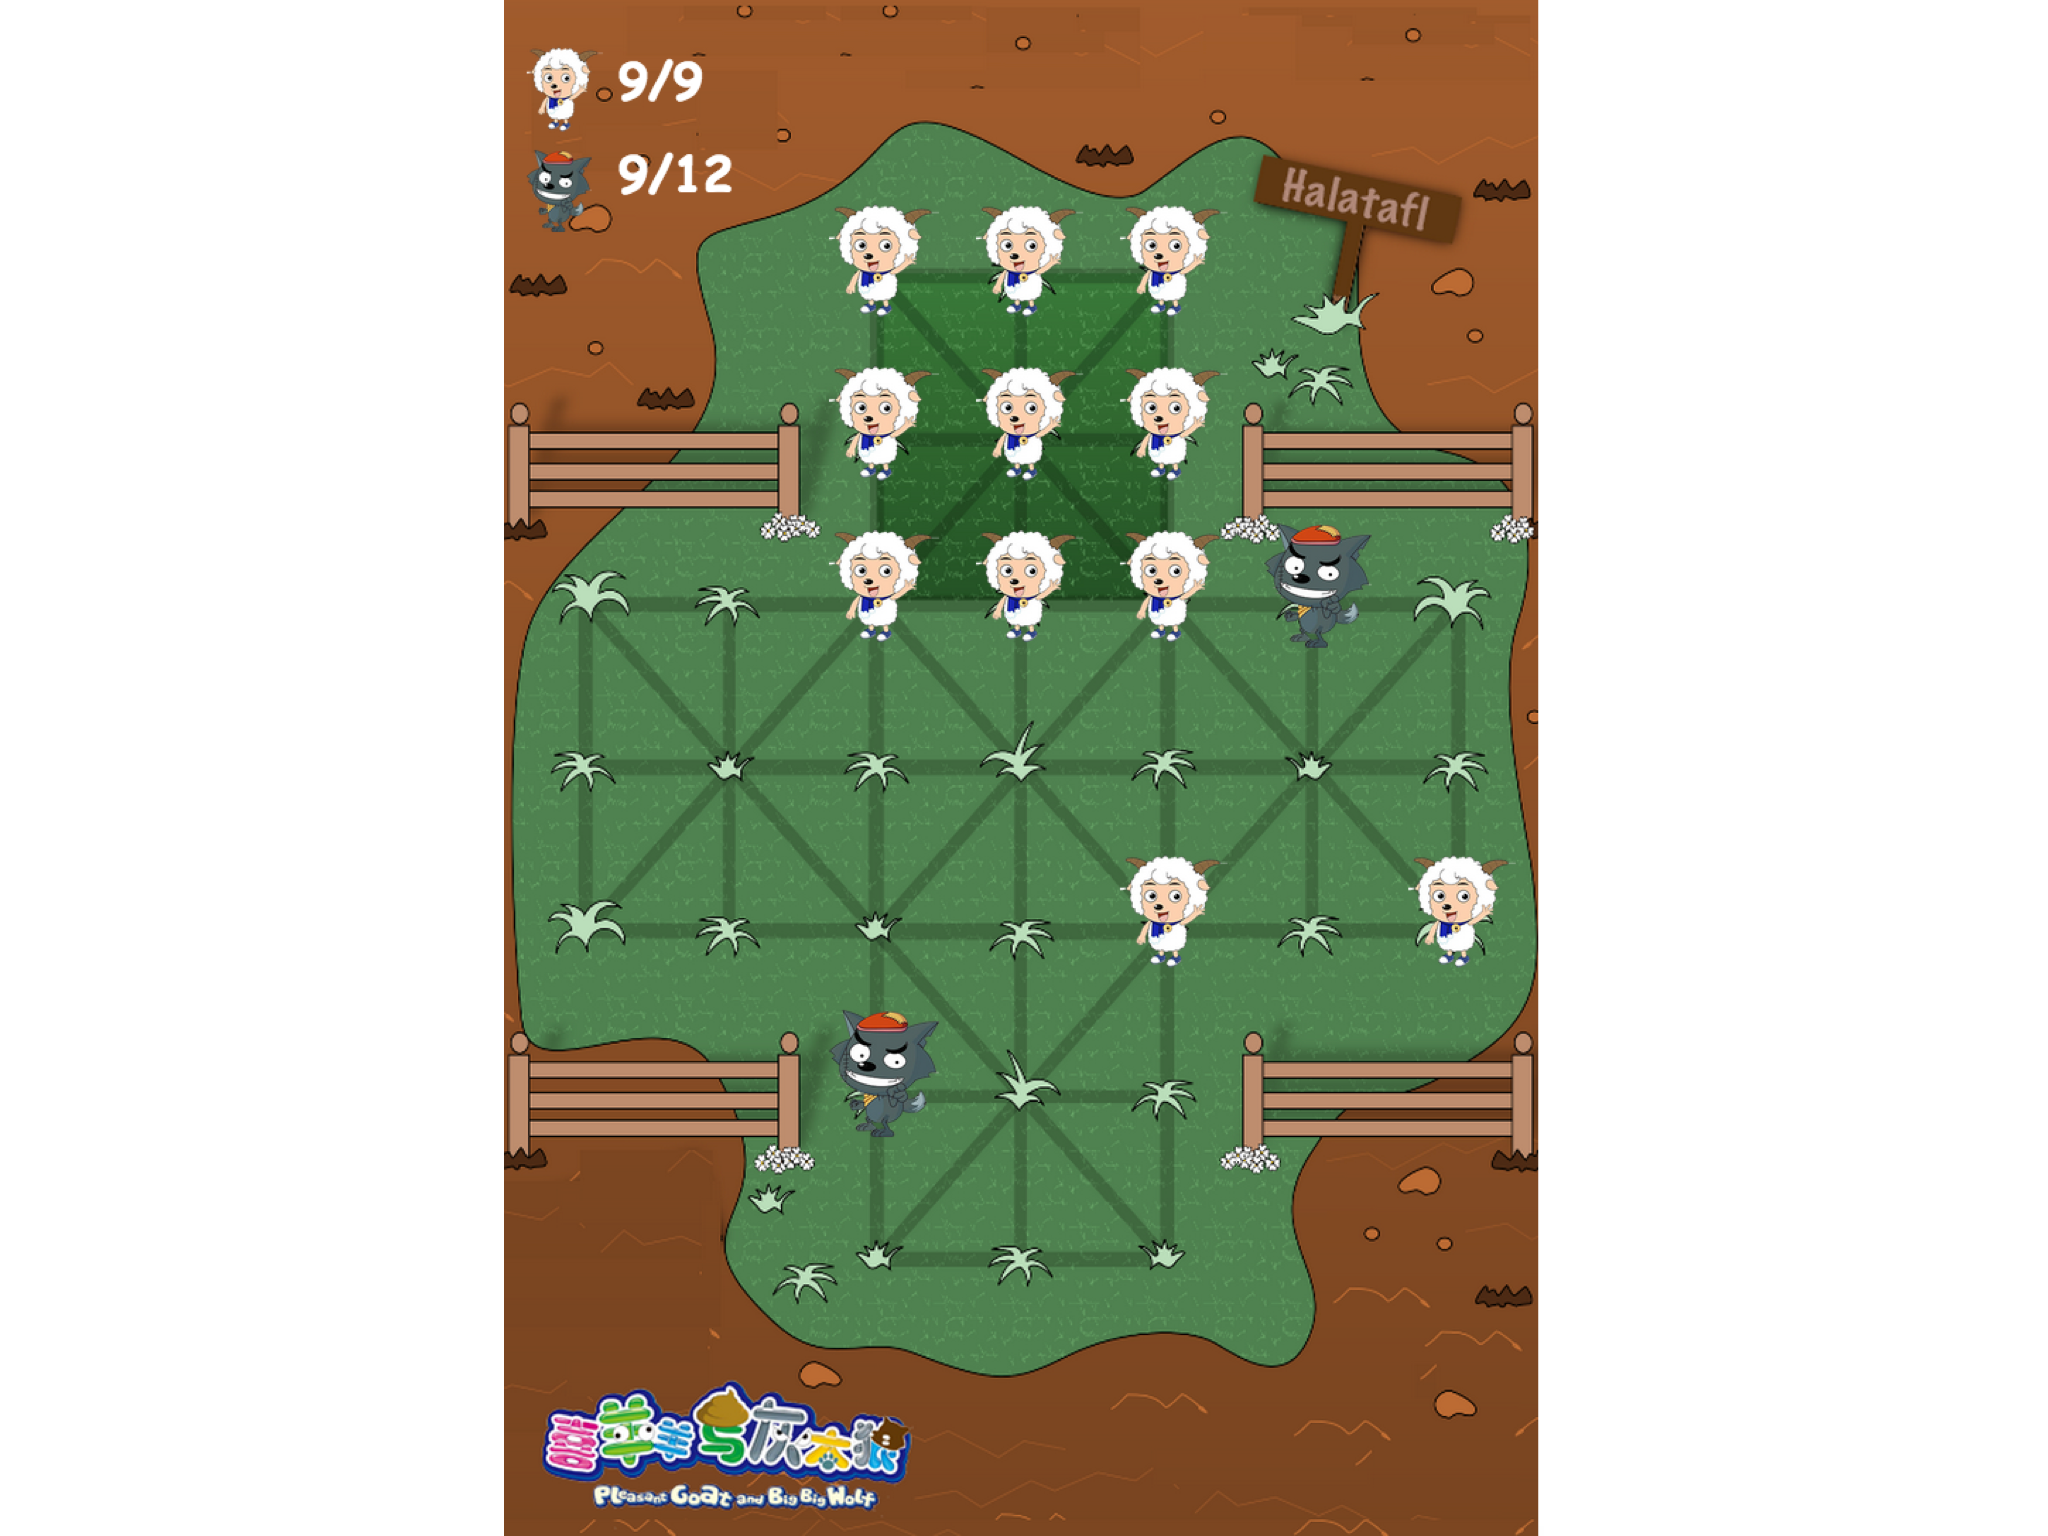 9/9
9/12
Halatafl
喜羊羊与灰太狼
Pleasant Goat and Big Big Wolf